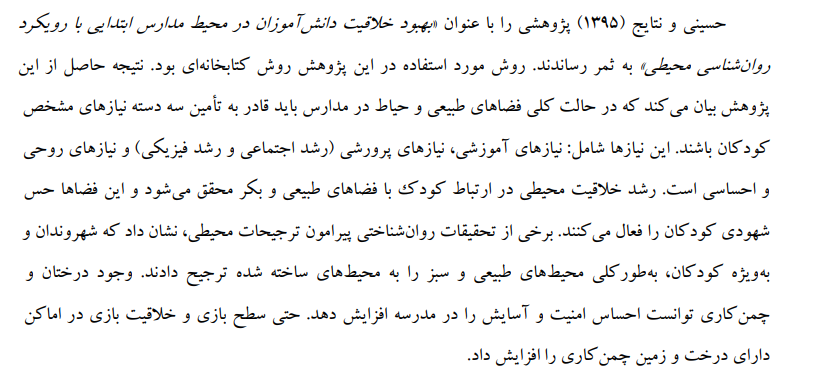 حسینی و نتایج (۱۳۹۵) پژوهشی را با عنوان «بهبود خلاقیت دانش‌آموزان در محیط مدارس ابتدایی با رویکرد
روان‌شناسی محیطی» به ثمر رساندند. روش مورد استفاده در این پژوهش روش کتابخانه‌ای بود. نتیجه حاصل از این
پژوهش بیان می‌کند که در حالت کلی فضاهای طبیعی و حیاط در مدارس باید قادر به تأمین سه دسته نیازهای مشخص
کودکان باشند. این نیازها شامل: نیازهای آموزشی، نیازهای پرورشی (رشد اجتماعی و رشد فیزیکی) و نیازهای روحی
و احساسی است. رشد خلاقیت محیطی در ارتباط کودک با فضاهای طبیعی و بکر محقق می‌شود و این فضاها حس
شهودی کودکان را فعال می‌کنند. برخی از تحقیقات روان‌شناختی پیرامون ترجیحات محیطی، نشان داد که شهروندان و
به‌ویژه کودکان، به‌طورکلی محیط‌های طبیعی و سبز را به محیط‌های ساخته شده ترجیح دادند. وجود درختان و
چمن‌کاری توانست احساس امنیت و آسایش را در مدرسه افزایش دهد. حتی سطح بازی و خلاقیت بازی در اماکن
دارای درخت و زمین چمن‌کاری را افزایش داد.